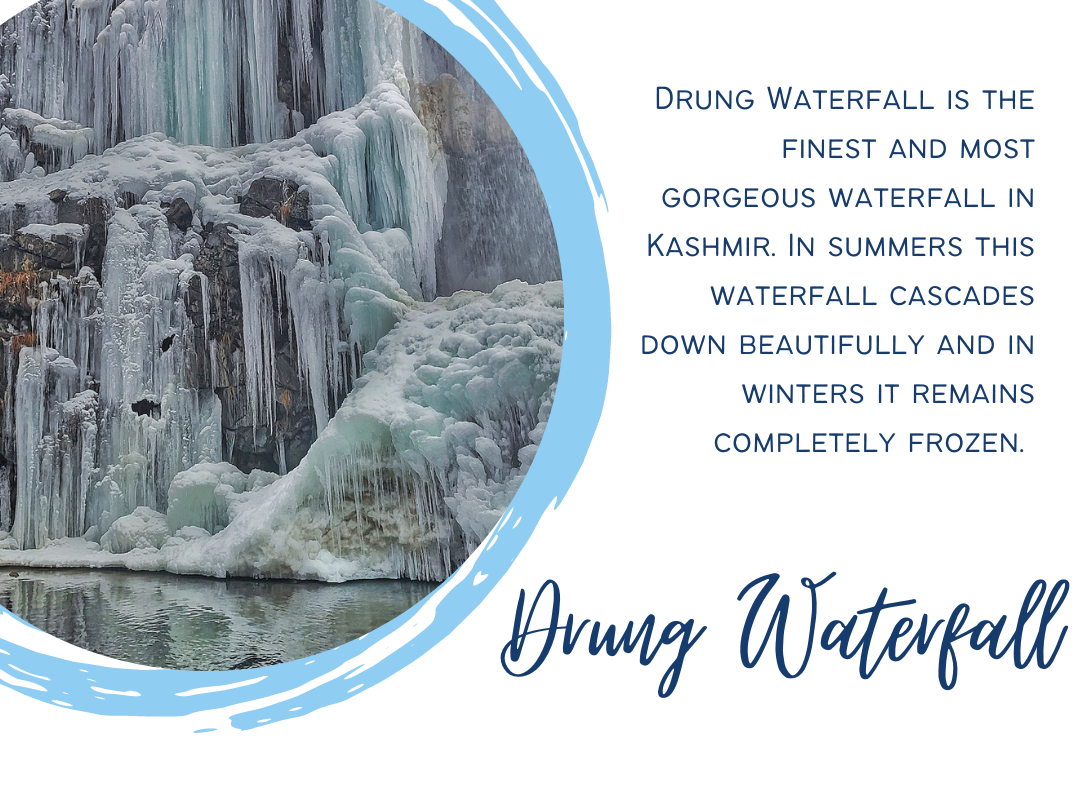 Drung Waterfall is the
finest and most
gorgeous waterfall in
Kashmir. In summers this
waterfall cascades
down beautifully and in
winters it remains
completely frozen.
Drung Waterfall